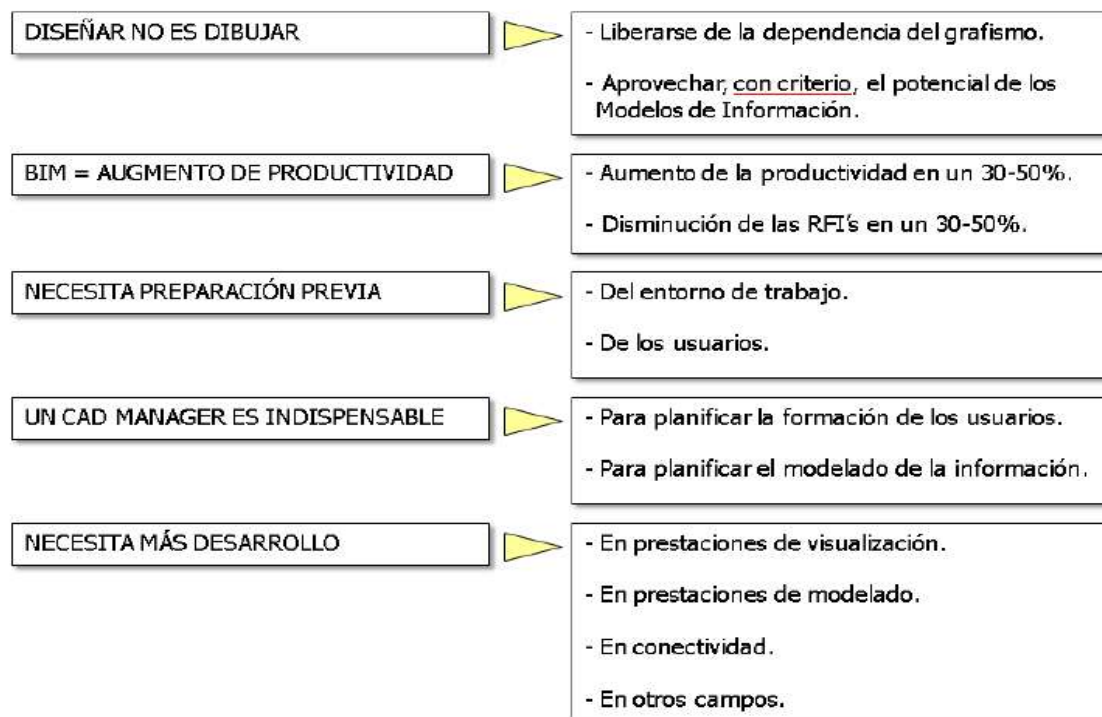 DISEÑAR NO ES DIBUJAR
- Liberarse de la dependencia del grafismo.
- Aprovechar, con criterio, el potencial de los
Modelos de Información.
BIM = AUGMENTO DE PRODUCTIVIDAD
- Aumento de la productividad en un 30-50%.
- Disminución de las RFI's en un 30-50%.
NECESITA PREPARACIÓN PREVIA
- Del entorno de trabajo.
- De los usuarios.
UN CAD MANAGER ES INDISPENSABLE
- Para planificar la formación de los usuarios.
- Para planificar el modelado de la información.
NECESITA MÁS DESARROLLO
- En prestaciones de visualización.
- En prestaciones de modelado.
- En conectividad.
- En otros campos.